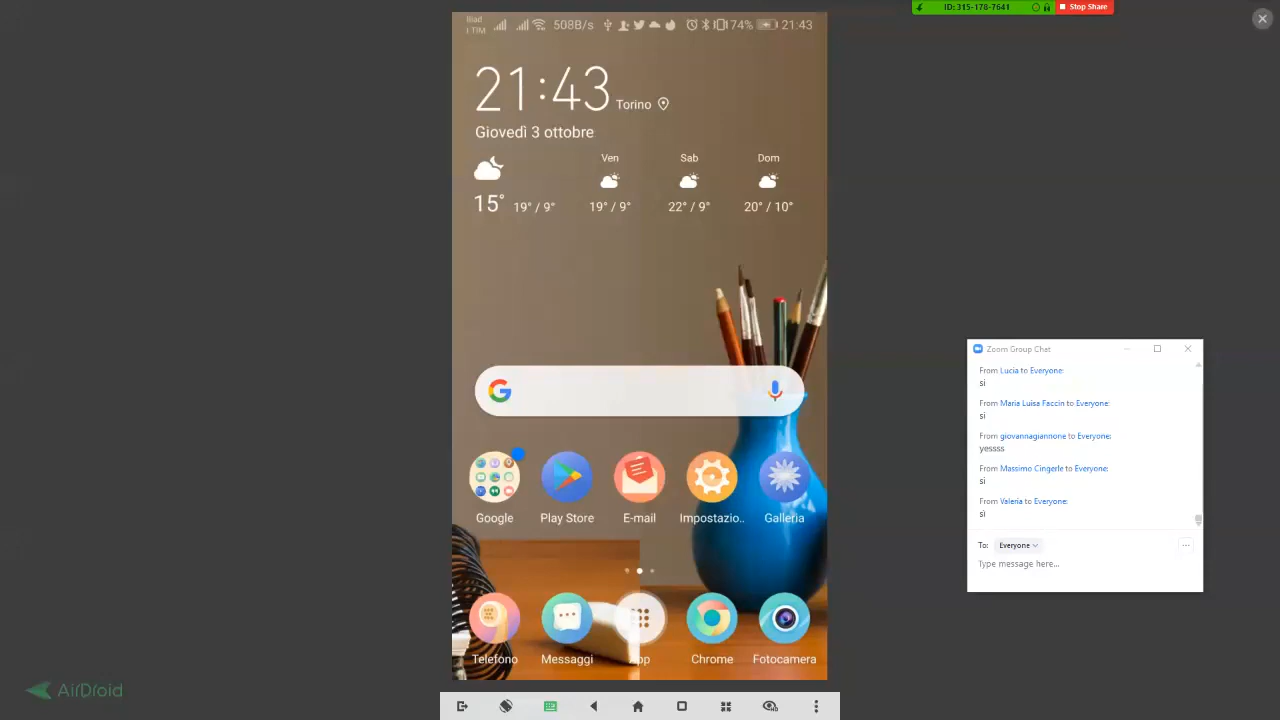 ID: 315-178-7641
Stop Share
Iliad
I TIM
508B/s
74%
21:43
21:43
Torino
Giovedì 3 ottobre
Ven
Sab
Dom
15°
19° / 9°
19° / 9°
22° / 9°
20° / 10°
G
Google
Play Store
E-mail
Impostazio..
Galleria
Telefono
Messaggi
App
Chrome
Fotocamera
Zoom Group Chat
From Lucia to Everyone:
si
From Maria Luisa Faccin to Everyone:
si
From giovannagiannone to Everyone:
yessss
From Massimo Cingerle to Everyone:
si
From Valeria to Everyone:
sì
To: Everyone
Type message here...
AirDroid